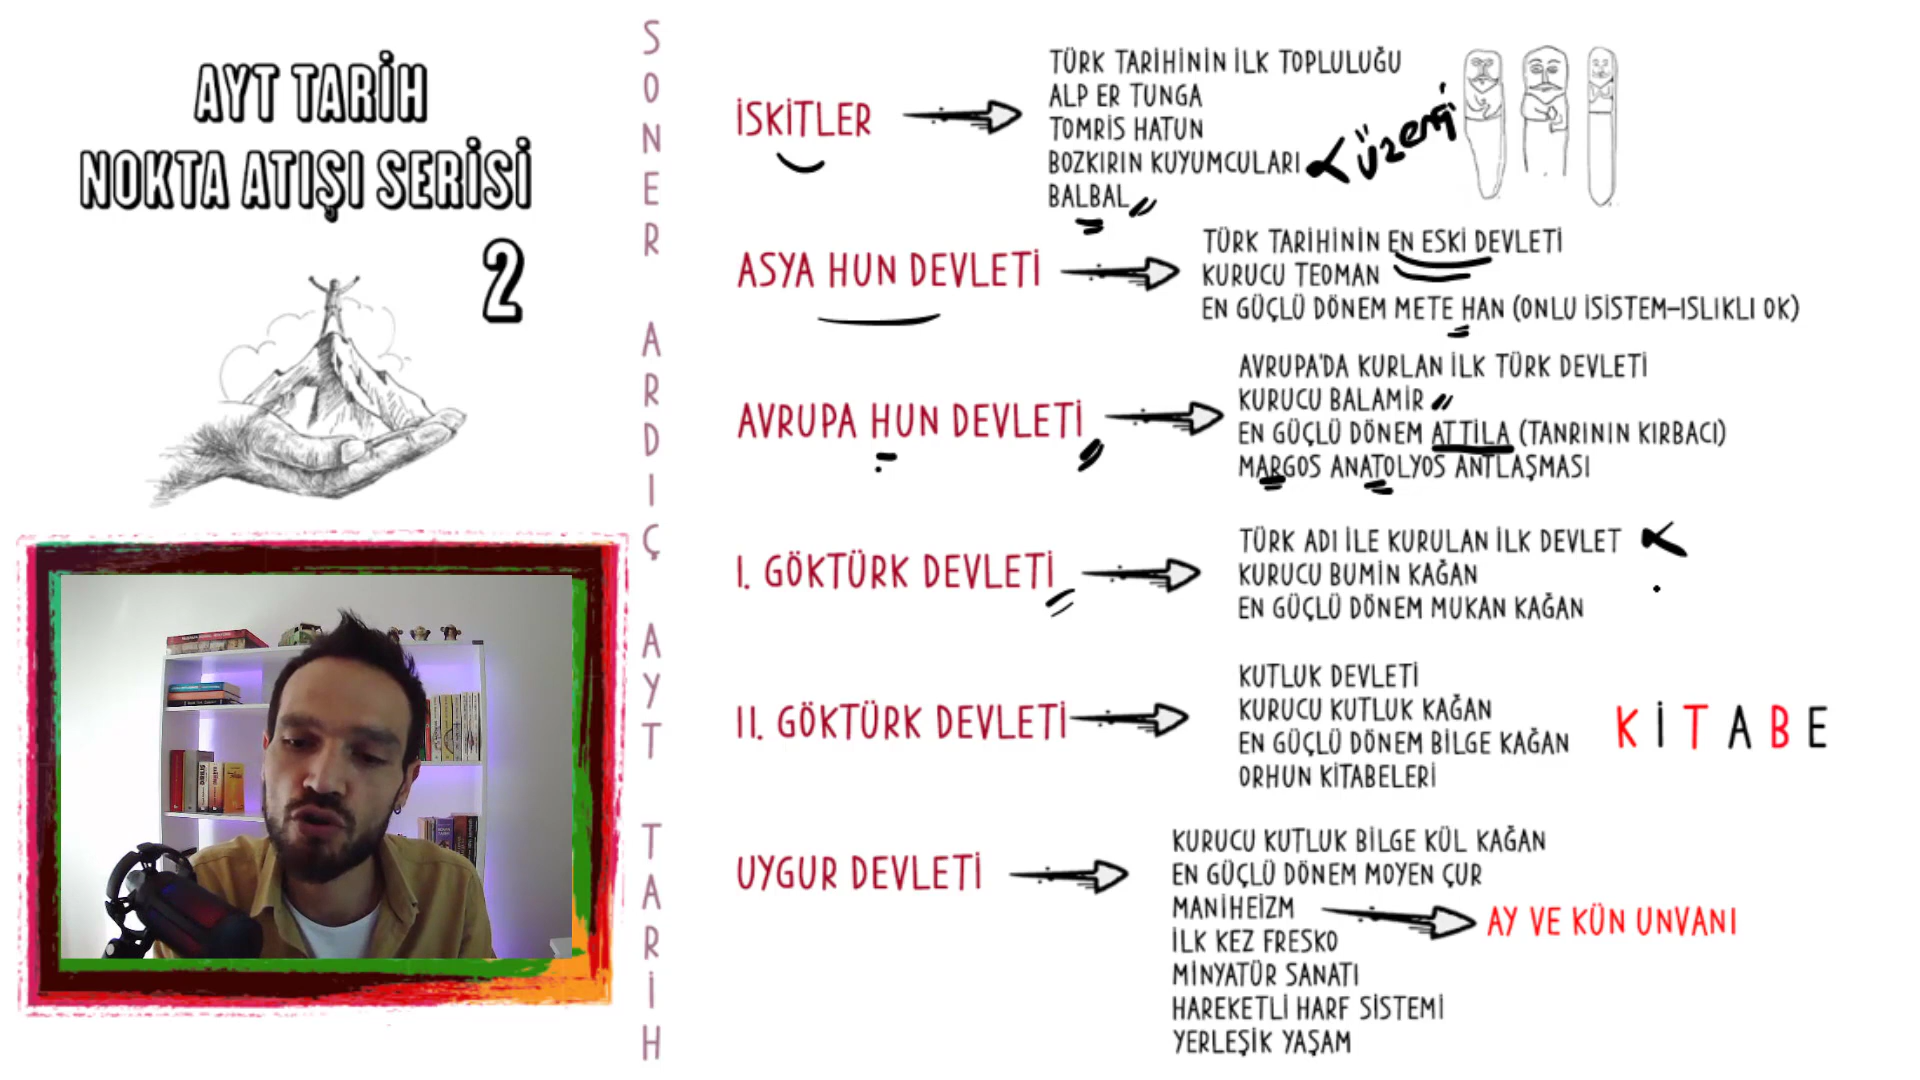 AYT TARİH
NOKTA ATIŞI SERİSİ
2
SONER ARDIÇ AYT TARİH
İSKİTLER
TÜRK TARİHİNİN İLK TOPLULUĞU
ALP ER TUNGA
TOMRİS HATUN
BOZKIRIN KUYUMCULARI
üzengi
BALBAL
ASYA HUN DEVLETİ
TÜRK TARİHİNİN EN ESKİ DEVLETİ
KURUCU TEOMAN
EN GÜÇLÜ DÖNEM METE HAN (ONLU İSİSTEM-ISLIKLI OK)
AVRUPA HUN DEVLETİ
AVRUPA'DA KURLAN İLK TÜRK DEVLETİ
KURUCU BALAMİR
EN GÜÇLÜ DÖNEM ATTİLA (TANRININ KIRBACI)
MARGOS ANATOLYOS ANTLAŞMASI
I. GÖKTÜRK DEVLETİ
TÜRK ADI İLE KURULAN İLK DEVLET
KURUCU BUMİN KAĞAN
EN GÜÇLÜ DÖNEM MUKAN KAĞAN
II. GÖKTÜRK DEVLETİ
KUTLUK DEVLETİ
KURUCU KUTLUK KAĞAN
EN GÜÇLÜ DÖNEM BİLGE KAĞAN
ORHUN KİTABELERİ
KİTABE
UYGUR DEVLETİ
KURUCU KUTLUK BİLGE KÜL KAĞAN
EN GÜÇLÜ DÖNEM MOYEN ÇUR
MANİHEİZM
AY VE KÜN UNVANI
İLK KEZ FRESKO
MİNYATÜR SANATI
HAREKETLİ HARF SİSTEMİ
YERLEŞİK YAŞAM